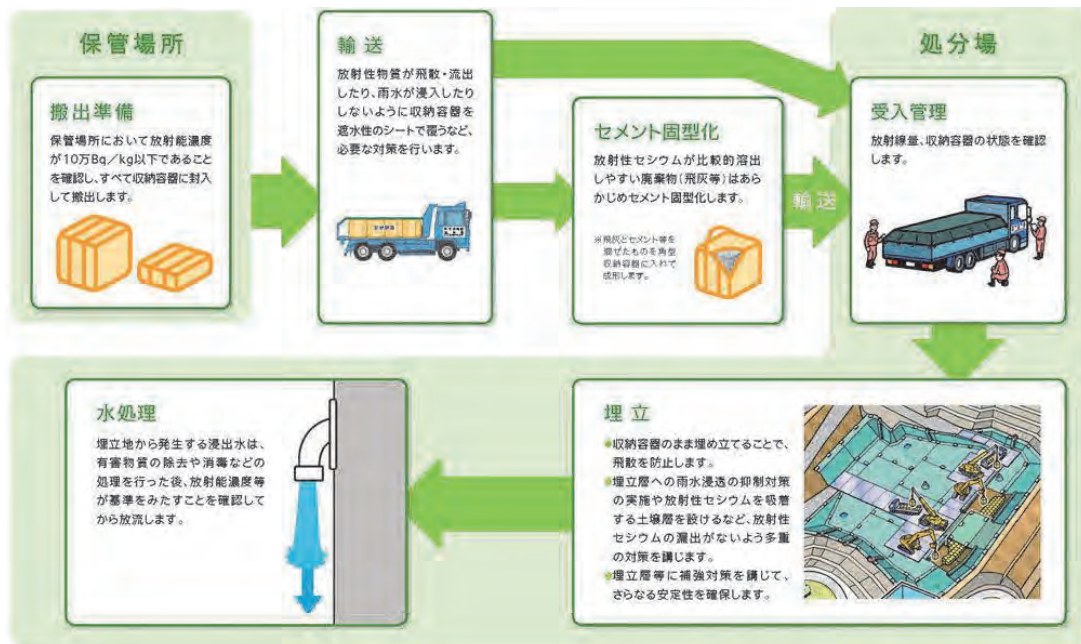 保管場所
搬出準備
保管場所において放射能濃度
が10万Bq／kg以下であること
を確認し、すべて収納容器に封入
して搬出します。
輸送
放射性物質が飛散・流出
したり、雨水が浸入したり
しないように収納容器を
遮水性のシートで覆うなど、
必要な対策を行います。
セメント固型化
放射性セシウムが比較的溶出
しやすい廃棄物（飛灰等）はあら
かじめセメント固型化します。
※飛灰とセメント等を
混ぜたものを角型
収納容器に入れて
成形します。
輸送
処分場
受入管理
放射線量、収納容器の状態を確認
します。
埋立
●収納容器のまま埋め立てることで、
飛散を防止します。
●埋立層への雨水浸透の抑制対策
の実施や放射性セシウムを吸着
する土壌層を設けるなど、放射性
セシウムの漏出がないよう多重
の対策を講じます。
●埋立層等に補強対策を講じて、
さらなる安定性を確保します。
水処理
埋立地から発生する浸出水は、
有害物質の除去や消毒などの
処理を行った後、放射能濃度等
が基準をみたすことを確認して
から放流します。